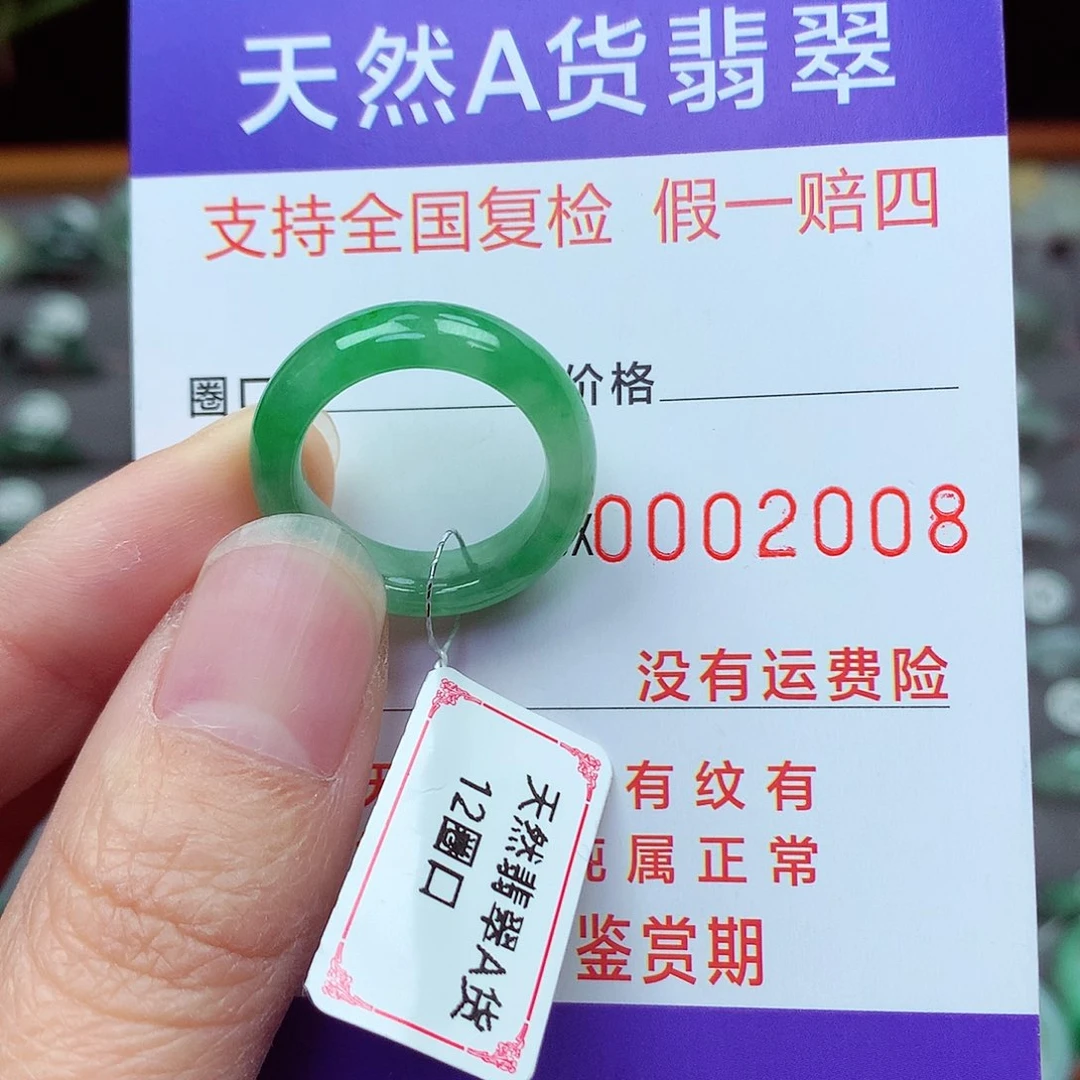 天然A货翡翠
支持全国复检 假一赔四
圈口 价格
X0002008
没有运费险
有纹有
纯属正常
鉴赏期
天然翡翠A货
12圈口